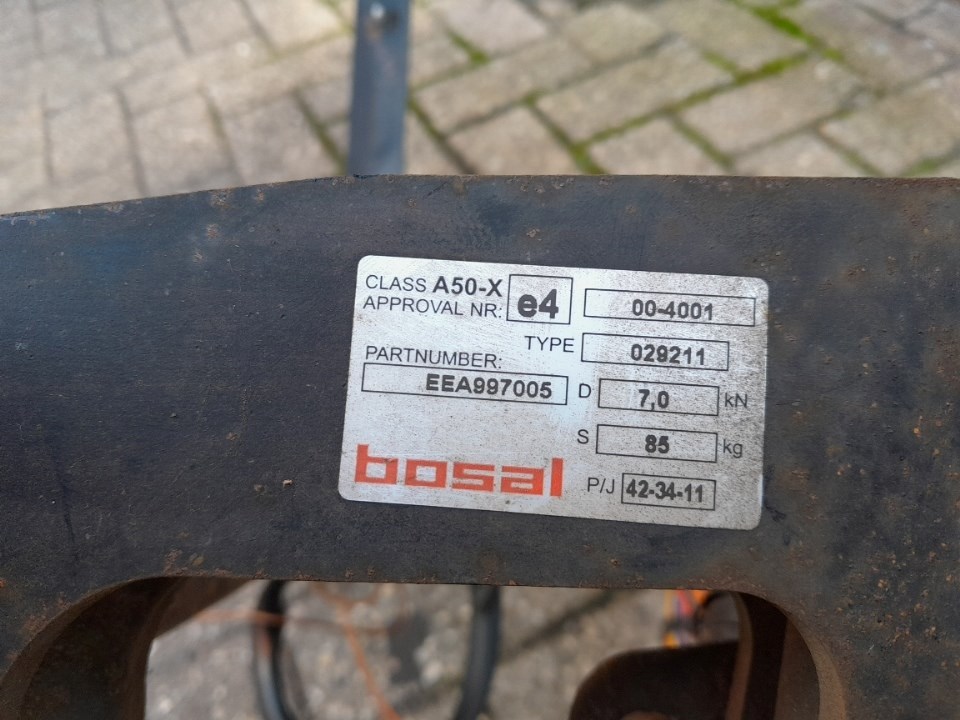 CLASS A50-X
APPROVAL NR: e4 00-4001
TYPE 029211
PARTNUMBER:
EEA997005
D 7,0 kN
S 85 kg
bosal
P/J 42-34-11